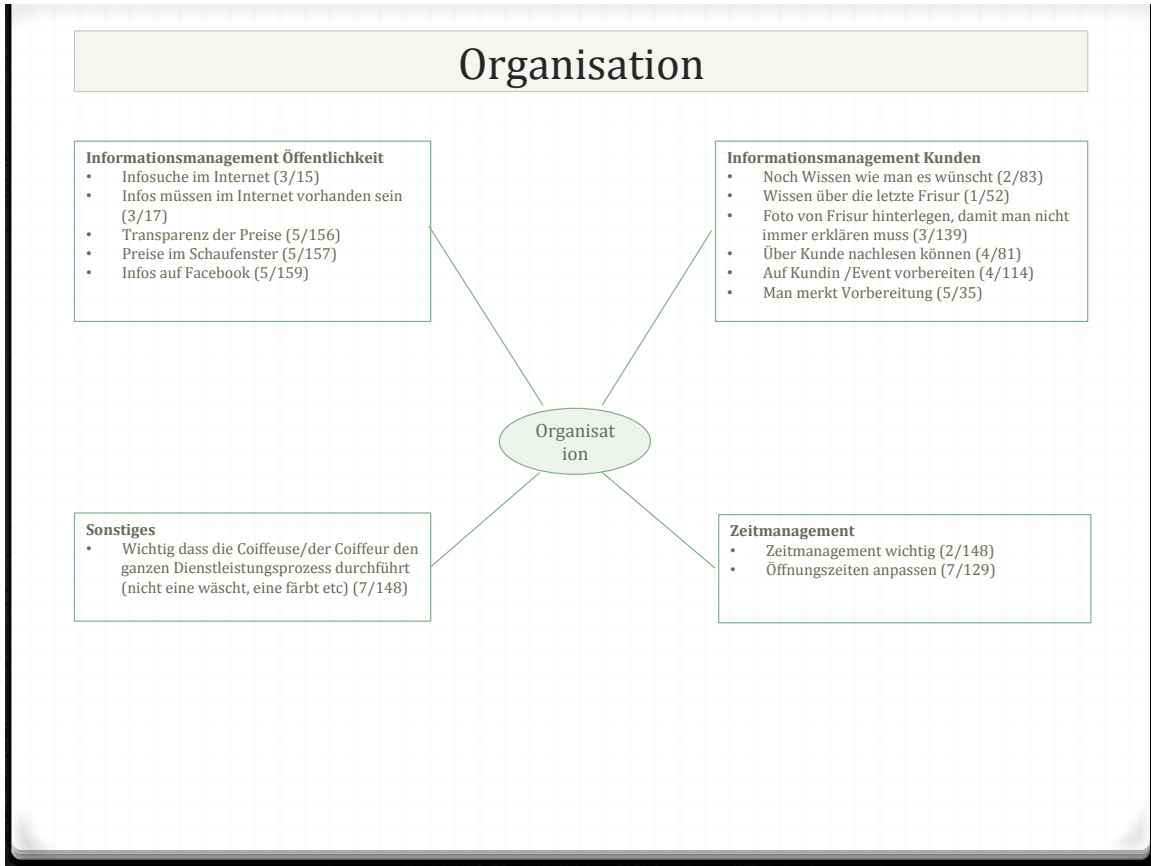 Organisation
Informationsmanagement Öffentlichkeit
• Infosuche im Internet (3/15)
• Infos müssen im Internet vorhanden sein
(3/17)
• Transparenz der Preise (5/156)
• Preise im Schaufenster (5/157)
• Infos auf Facebook (5/159)
Informationsmanagement Kunden
• Noch Wissen wie man es wünscht (2/83)
• Wissen über die letzte Frisur (1/52)
• Foto von Frisur hinterlegen, damit man nicht
immer erklären muss (3/139)
• Über Kunde nachlesen können (4/81)
• Auf Kundin /Event vorbereiten (4/114)
• Man merkt Vorbereitung (5/35)
Organisat
ion
Sonstiges
• Wichtig dass die Coiffeuse/der Coiffeur den
ganzen Dienstleistungsprozess durchführt
(nicht eine wäscht, eine färbt etc) (7/148)
Zeitmanagement
• Zeitmanagement wichtig (2/148)
• Öffnungszeiten anpassen (7/129)